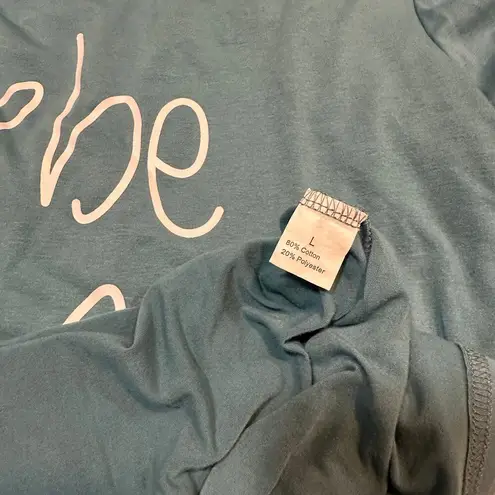 be
L
80% Cotton
20% Polyester